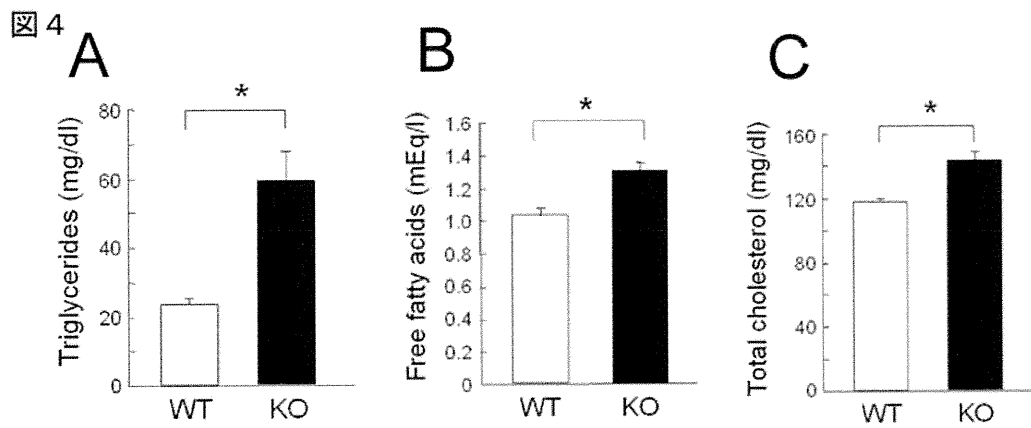 図4
A
*
Triglycerides (mg/dl)
80
60
40
20
0
WT KO
B
*
Free fatty acids (mEq/l)
1.6
1.4
1.2
1.0
0.8
0.6
0.4
0.2
0
WT KO
C
*
Total cholesterol (mg/dl)
160
120
80
40
0
WT KO